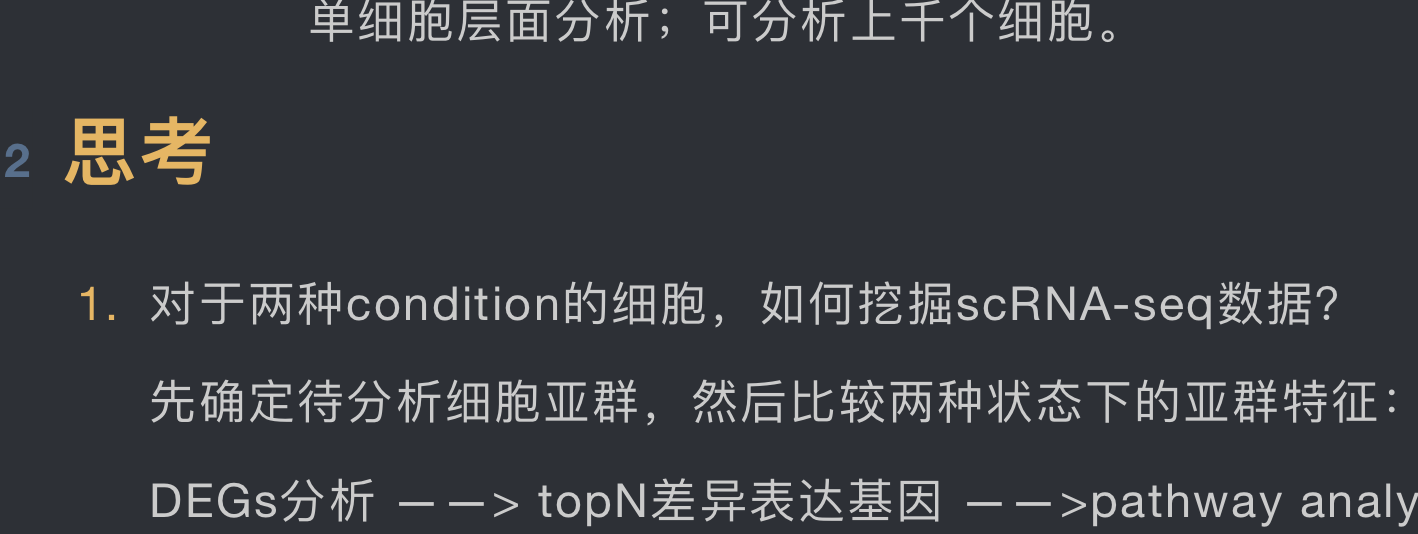 单细胞层面分析；可分析上千个细胞。
2 思考
1. 对于两种condition的细胞，如何挖掘scRNA-seq数据？
先确定待分析细胞亚群，然后比较两种状态下的亚群特征：
DEGs分析 ——> topN差异表达基因 ——>pathway analy